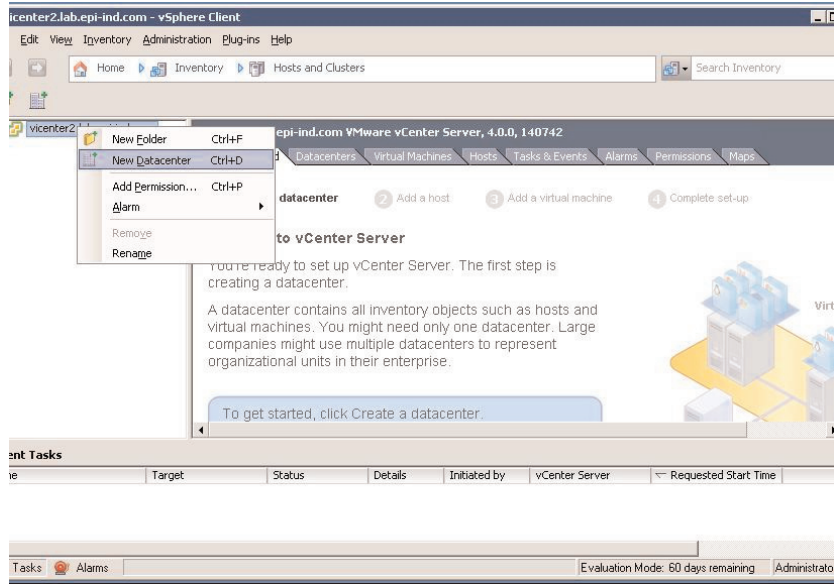 icenter2.lab.epi-ind.com - vSphere Client
Edit View Inventory Administration Plug-ins Help
Home Inventory Hosts and Clusters Search Inventory
vicenter2
New Folder Ctrl+F
New Datacenter Ctrl+D
Add Permission... Ctrl+P
Alarm
Remove
Rename
epi-ind.com VMware vCenter Server, 4.0.0, 140742
Datacenters Virtual Machines Hosts Tasks & Events Alarms Permissions Maps
datacenter 2 Add a host 3 Add a virtual machine 4 Complete set-up
to vCenter Server
You're ready to set up vCenter Server. The first step is
creating a datacenter.
A datacenter contains all inventory objects such as hosts and
virtual machines. You might need only one datacenter. Large
companies might use multiple datacenters to represent
organizational units in their enterprise.
Virt
To get started, click Create a datacenter.
ent Tasks
ne Target Status Details Initiated by vCenter Server Requested Start Time
Tasks Alarms Evaluation Mode: 60 days remaining Administrato